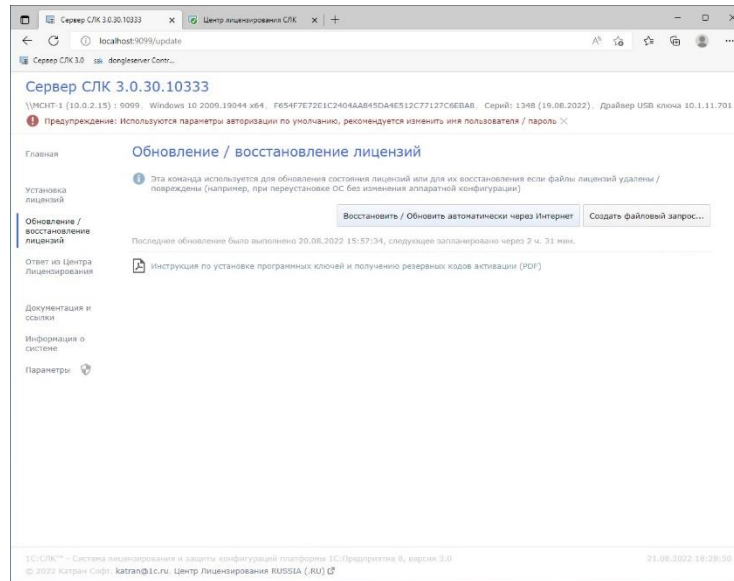 Сервер СЛК 3.0.30.10333
Центр лицензирования СЛК
localhost:9099/update
Сервер СЛК 3.0
dongleserver Contr...
Сервер СЛК 3.0.30.10333
\\МСНТ-1 (10.0.2.15) : 9099, Windows 10 2009.19044 x64, Серий: 1348 (19.08.2022). Драйвер USB ключа 10.1.11.701
Предупреждение: Используются параметры авторизации по умолчанию, рекомендуется изменить имя пользователя / пароль
Главная
Установка
лицензий
Обновление /
восстановление
лицензий
Ответ из Центра
Лицензирования
Документация и
ссылки
Информация о
системе
Параметры
Обновление / восстановление лицензий
Эта команда используется для обновления состояния лицензий или для их восстановления если файлы лицензий удалены /
повреждены (например, при переустановке ОС без изменения аппаратной конфигурации)
Восстановить / Обновить автоматически через Интернет
Создать файловый запрос...
Последнее обновление было выполнено 20.08.2022 15:57:34, следующее запланировано через 2 ч. 31 мин.
Инструкция по установке программных ключей и получению резервных кодов активации (PDF)
1С:СЛК™ – Система лицензирования и защиты конфигураций платформы 1С:Предприятие 8, версия 3.0
21.08.2022 18:28:50
© 2022 Катран Софт. katran@1c.ru. Центр Лицензирования RUSSIA (.RU)